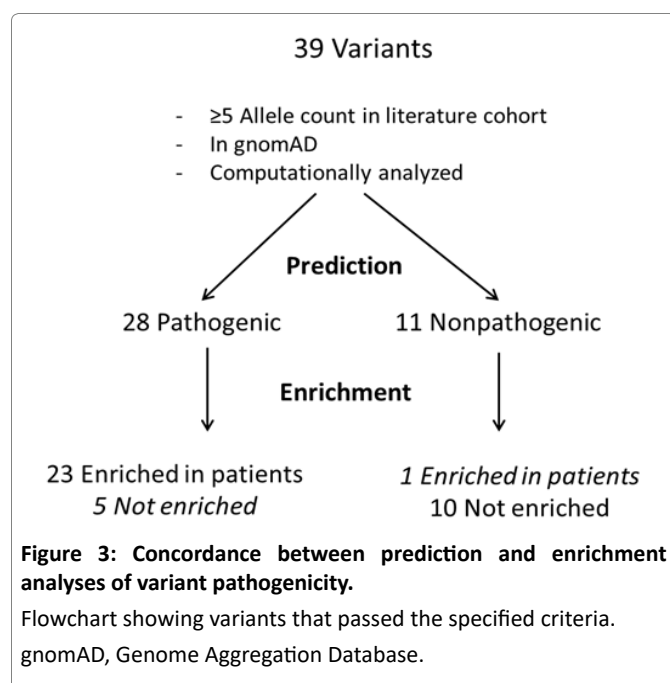 39 Variants
- ≥5 Allele count in literature cohort
- In gnomAD
- Computationally analyzed
Prediction
28 Pathogenic 11 Nonpathogenic
Enrichment
23 Enriched in patients 1 Enriched in patients
5 Not enriched 10 Not enriched
Figure 3: Concordance between prediction and enrichment
analyses of variant pathogenicity.
Flowchart showing variants that passed the specified criteria.
gnomAD, Genome Aggregation Database.